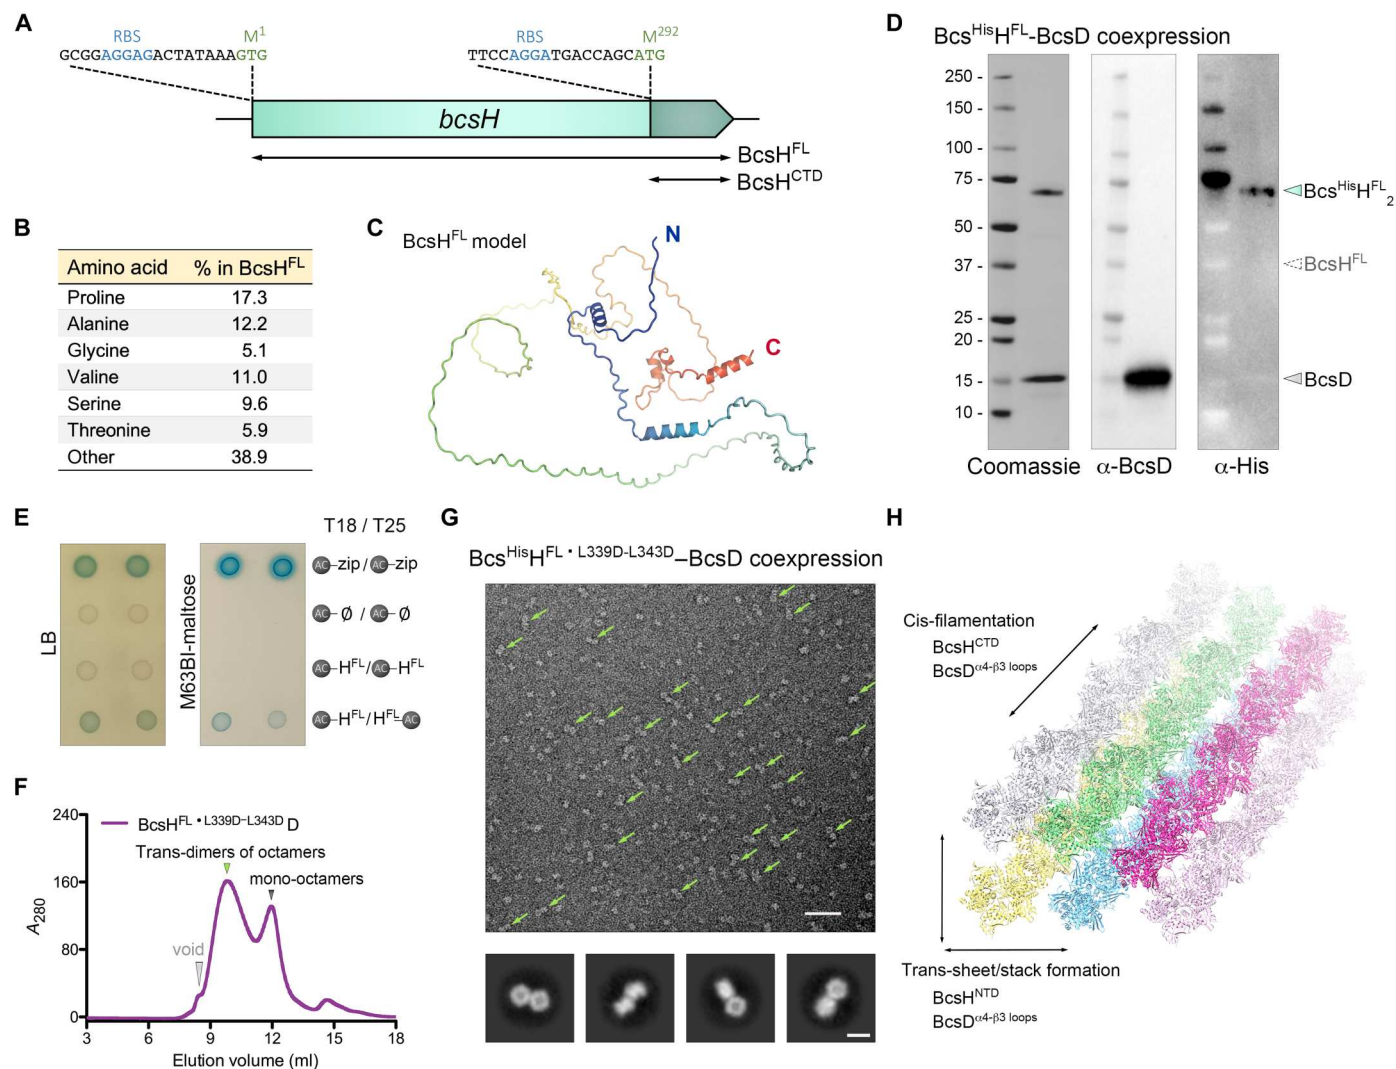 A
RBS M¹ RBS M²⁹²
GCGGAGGAGACTATAAAGTG TTCCAGGATGACCAGCATG
bcsH
BcsHFL
BcsHCTD
B
Amino acid % in BcsHFL
Proline 17.3
Alanine 12.2
Glycine 5.1
Valine 11.0
Serine 9.6
Threonine 5.9
Other 38.9
C
BcsHFL model
N
C
D
BcsHisHFL-BcsD coexpression
250 -
150 -
100 -
75 -
50 -
37 -
25 -
20 -
15 -
10 -
BcsHisHFL2
BcsHFL
BcsD
Coomassie α-BcsD α-His
E
T18 / T25
LB
M63BI-maltose
AC-zip / AC-zip
AC-Ø / AC-Ø
AC-HFL/AC-HFL
AC-HFL/HFL-AC
F
BcsHFL • L339D–L343D D
Trans-dimers of octamers
mono-octamers
void
A280
240
160
80
0
3 6 9 12 15 18
Elution volume (ml)
G
BcsHisHFL • L339D-L343D–BcsD coexpression
H
Cis-filamentation
BcsHCTD
BcsDα4-β3 loops
Trans-sheet/stack formation
BcsHNTD
BcsDα4-β3 loops